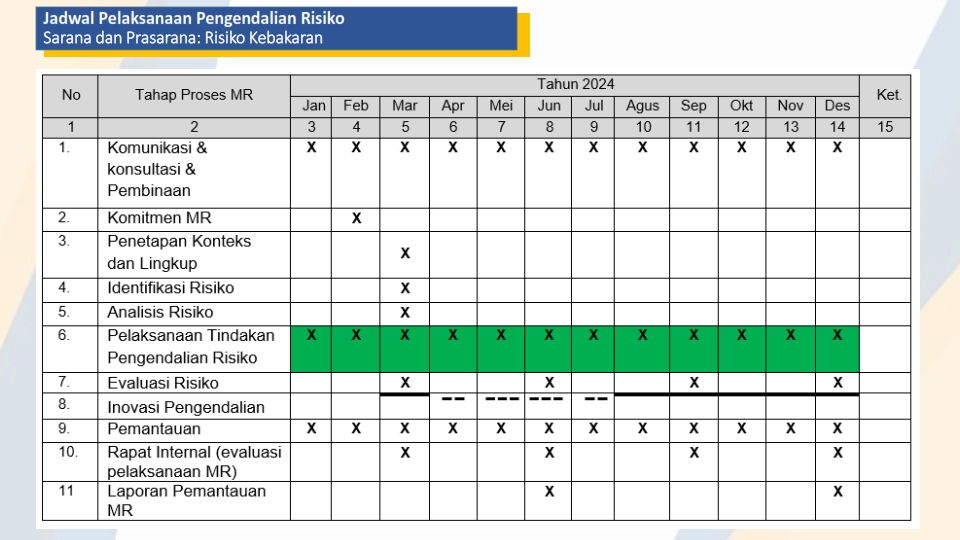 Jadwal Pelaksanaan Pengendalian Risiko
Sarana dan Prasarana: Risiko Kebakaran
No Tahap Proses MR Tahun 2024 Ket.
Jan Feb Mar Apr Mei Jun Jul Agus Sep Okt Nov Des
1 2 3 4 5 6 7 8 9 10 11 12 13 14 15
1. Komunikasi & X X X X X X X X X X X X
konsultasi &
Pembinaan
2. Komitmen MR X
3. Penetapan Konteks
dan Lingkup X
4. Identifikasi Risiko X
5. Analisis Risiko X
6. Pelaksanaan Tindakan X X X X X X X X X X X X
Pengendalian Risiko
7. Evaluasi Risiko X X X X
8. Inovasi Pengendalian
9. Pemantauan X X X X X X X X X X X X
10. Rapat Internal (evaluasi X X X X
pelaksanaan MR)
11 Laporan Pemantauan X X
MR